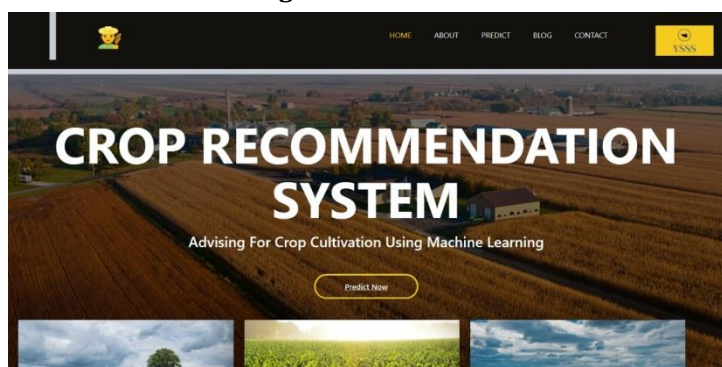 HOME ABOUT PREDICT BLOG CONTACT
YSSS
CROP RECOMMENDATION
SYSTEM
Advising For Crop Cultivation Using Machine Learning
Predict Now